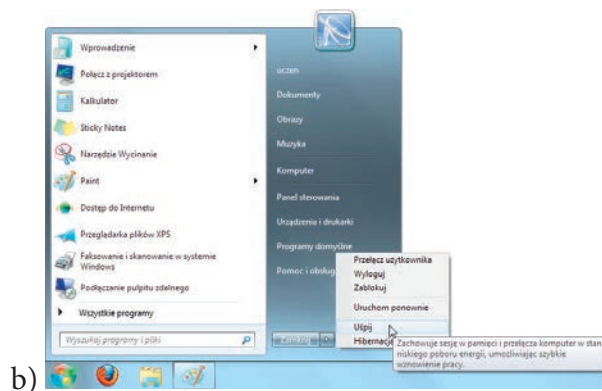 Wprowadzenie
Połącz z projektorem
Kalkulator
Sticky Notes
Narzędzie Wycinanie
Paint
Dostęp do Internetu
Przeglądarka plików XPS
Faksowanie i skanowanie w systemie
Windows
Podłączanie pulpitu zdalnego
Wszystkie programy
Wyszukaj programy i pliki
uczen
Dokumenty
Obrazy
Muzyka
Komputer
Panel sterowania
Urządzenia i drukarki
Programy domyślne
Pomoc i obsług
Zamknij
Przełącz użytkownika
Wyloguj
Zablokuj
Uruchom ponownie
Uśpij
Hibernacja
Zachowuje sesję w pamięci i przełącza komputer w stan
niskiego poboru energii, umożliwiając szybkie
wznowienie pracy.
b)